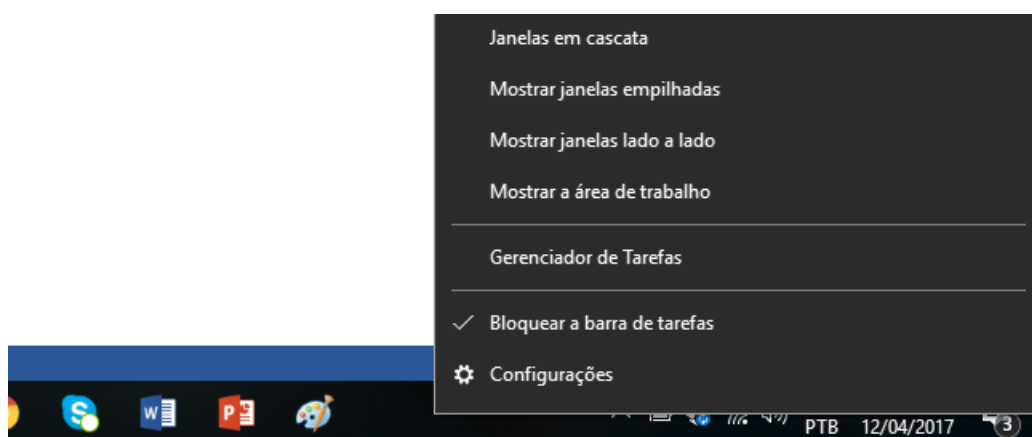 Janelas em cascata
Mostrar janelas empilhadas
Mostrar janelas lado a lado
Mostrar a área de trabalho
Gerenciador de Tarefas
Bloquear a barra de tarefas
Configurações
PTB 12/04/2017 3